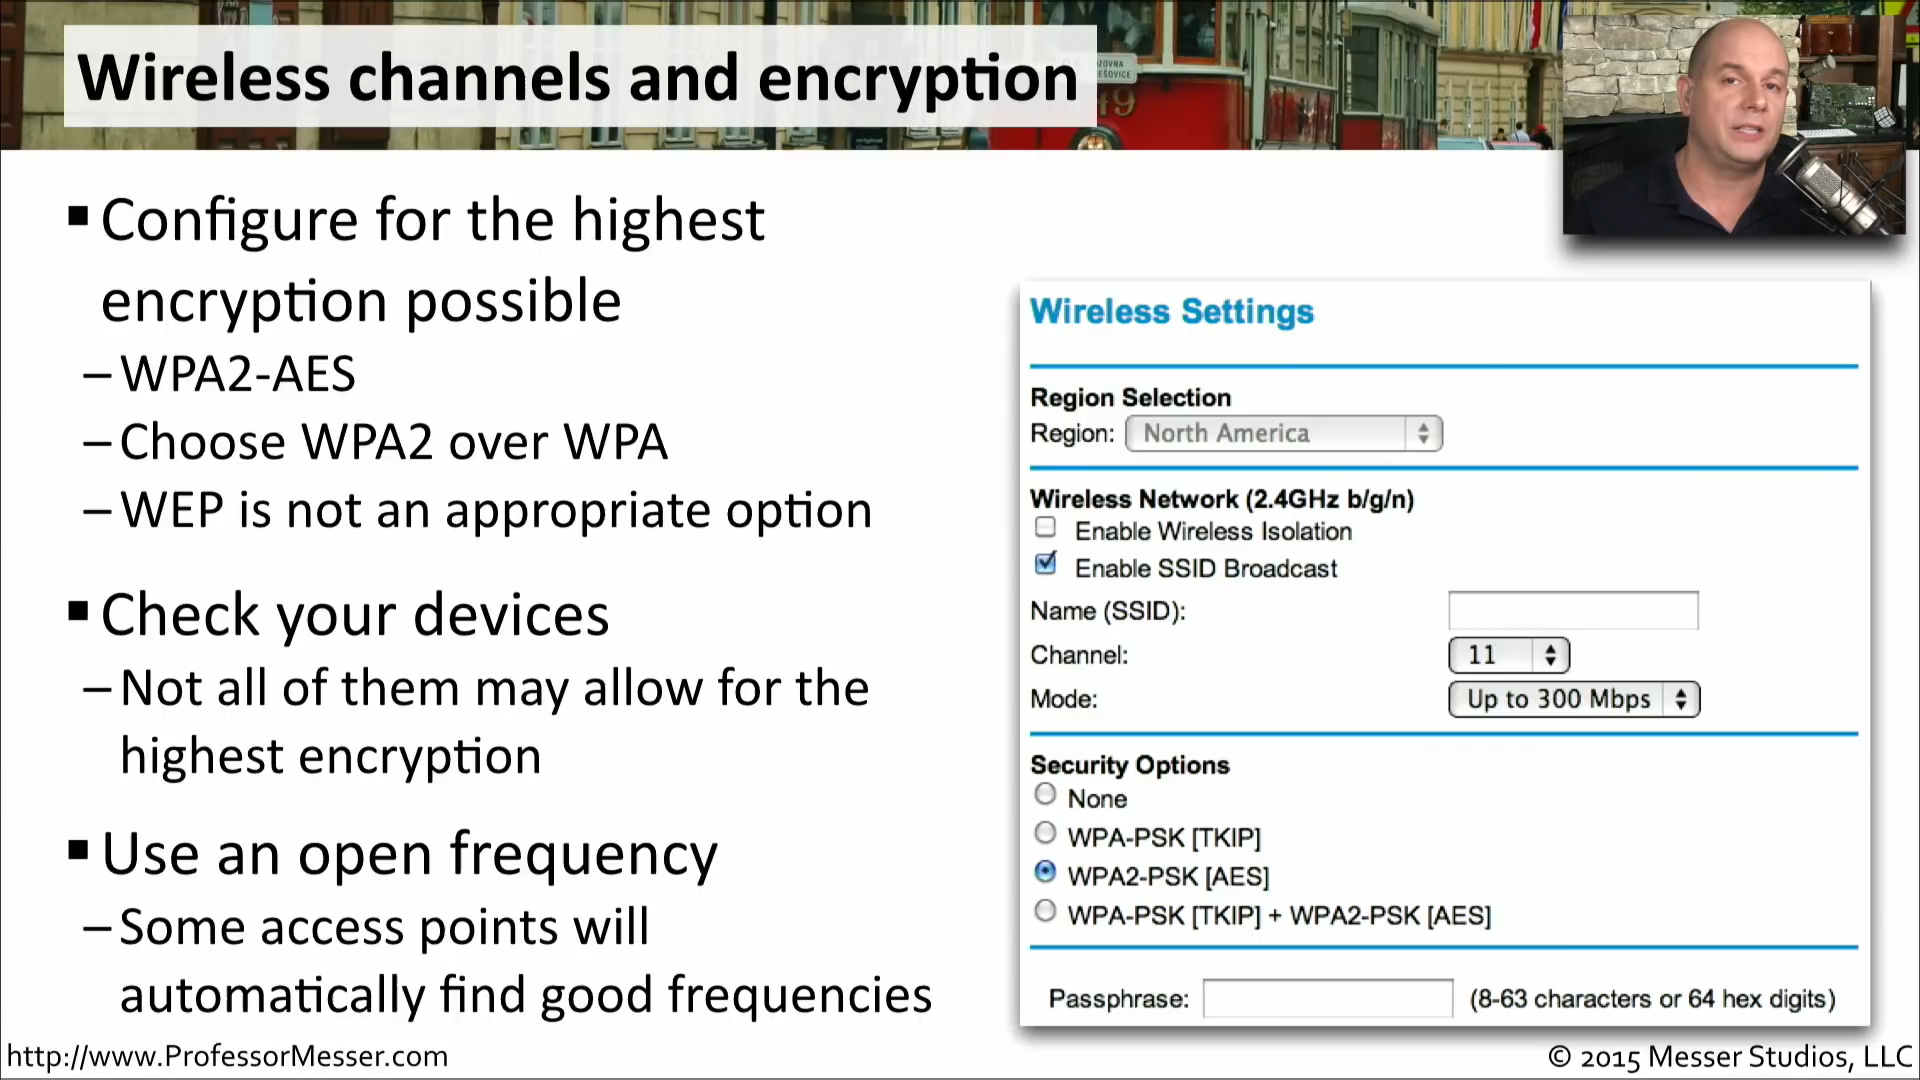 Wireless channels and encryption
▪ Configure for the highest
encryption possible
– WPA2-AES
– Choose WPA2 over WPA
– WEP is not an appropriate option
▪ Check your devices
– Not all of them may allow for the
highest encryption
▪ Use an open frequency
– Some access points will
automatically find good frequencies
Wireless Settings
Region Selection
Region: North America
Wireless Network (2.4GHz b/g/n)
Enable Wireless Isolation
Enable SSID Broadcast
Name (SSID):
Channel: 11
Mode: Up to 300 Mbps
Security Options
None
WPA-PSK [TKIP]
WPA2-PSK [AES]
WPA-PSK [TKIP] + WPA2-PSK [AES]
Passphrase: (8-63 characters or 64 hex digits)
http://www.ProfessorMesser.com
© 2015 Messer Studios, LLC